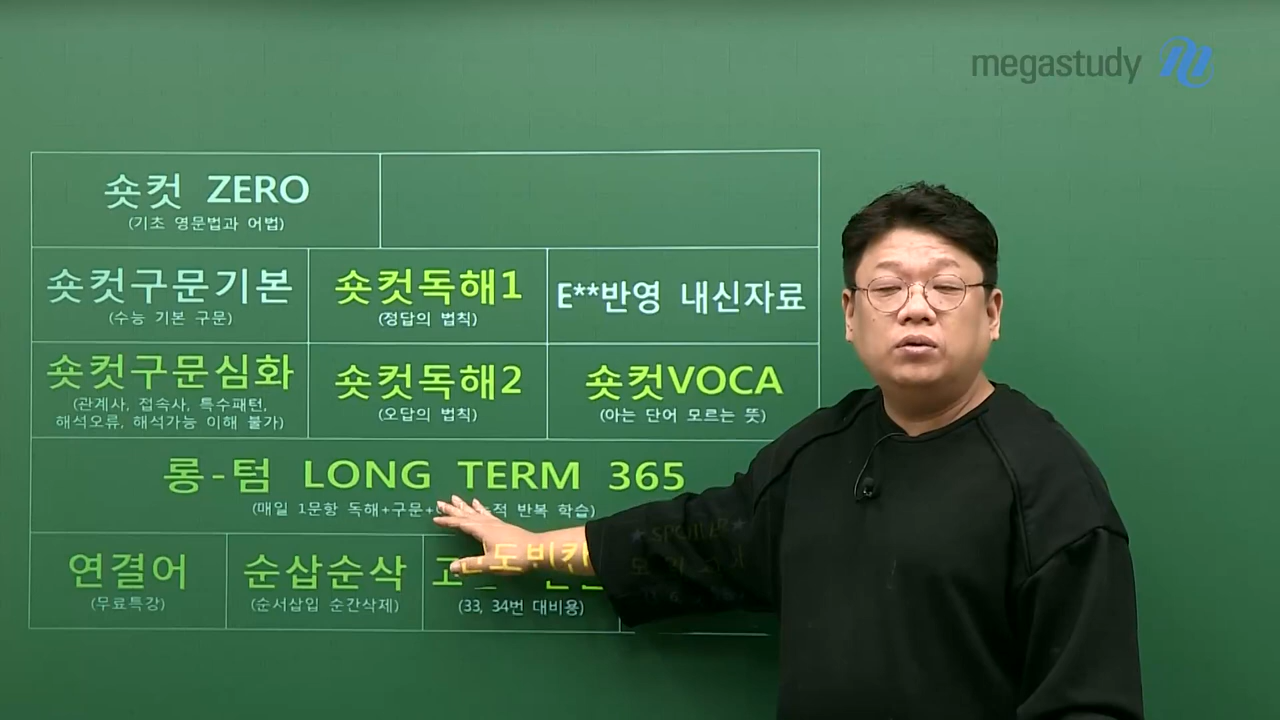 megastudy
숏컷 ZERO
(기초 영문법과 어법)
숏컷구문기본
(수능 기본 구문)
숏컷독해1
(정답의 법칙)
E**반영 내신자료
숏컷구문심화
(관계사, 접속사, 특수패턴,
해석오류, 해석가능 이해 불가)
숏컷독해2
(오답의 법칙)
숏컷VOCA
(아는 단어 모르는 뜻)
롱-텀 LONG TERM 365
(매일 1문항 독해+구문+ 반복 학습)
연결어
(무료특강)
순삽순삭
(순서삽입 순간삭제)
(33, 34번 대비용)